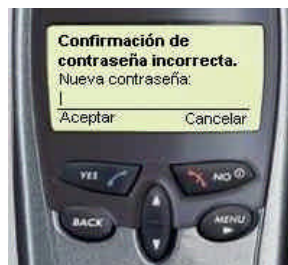 Confirmación de
contraseña incorrecta.
Nueva contraseña:
Aceptar Cancelar
YES NO
BACK MENU